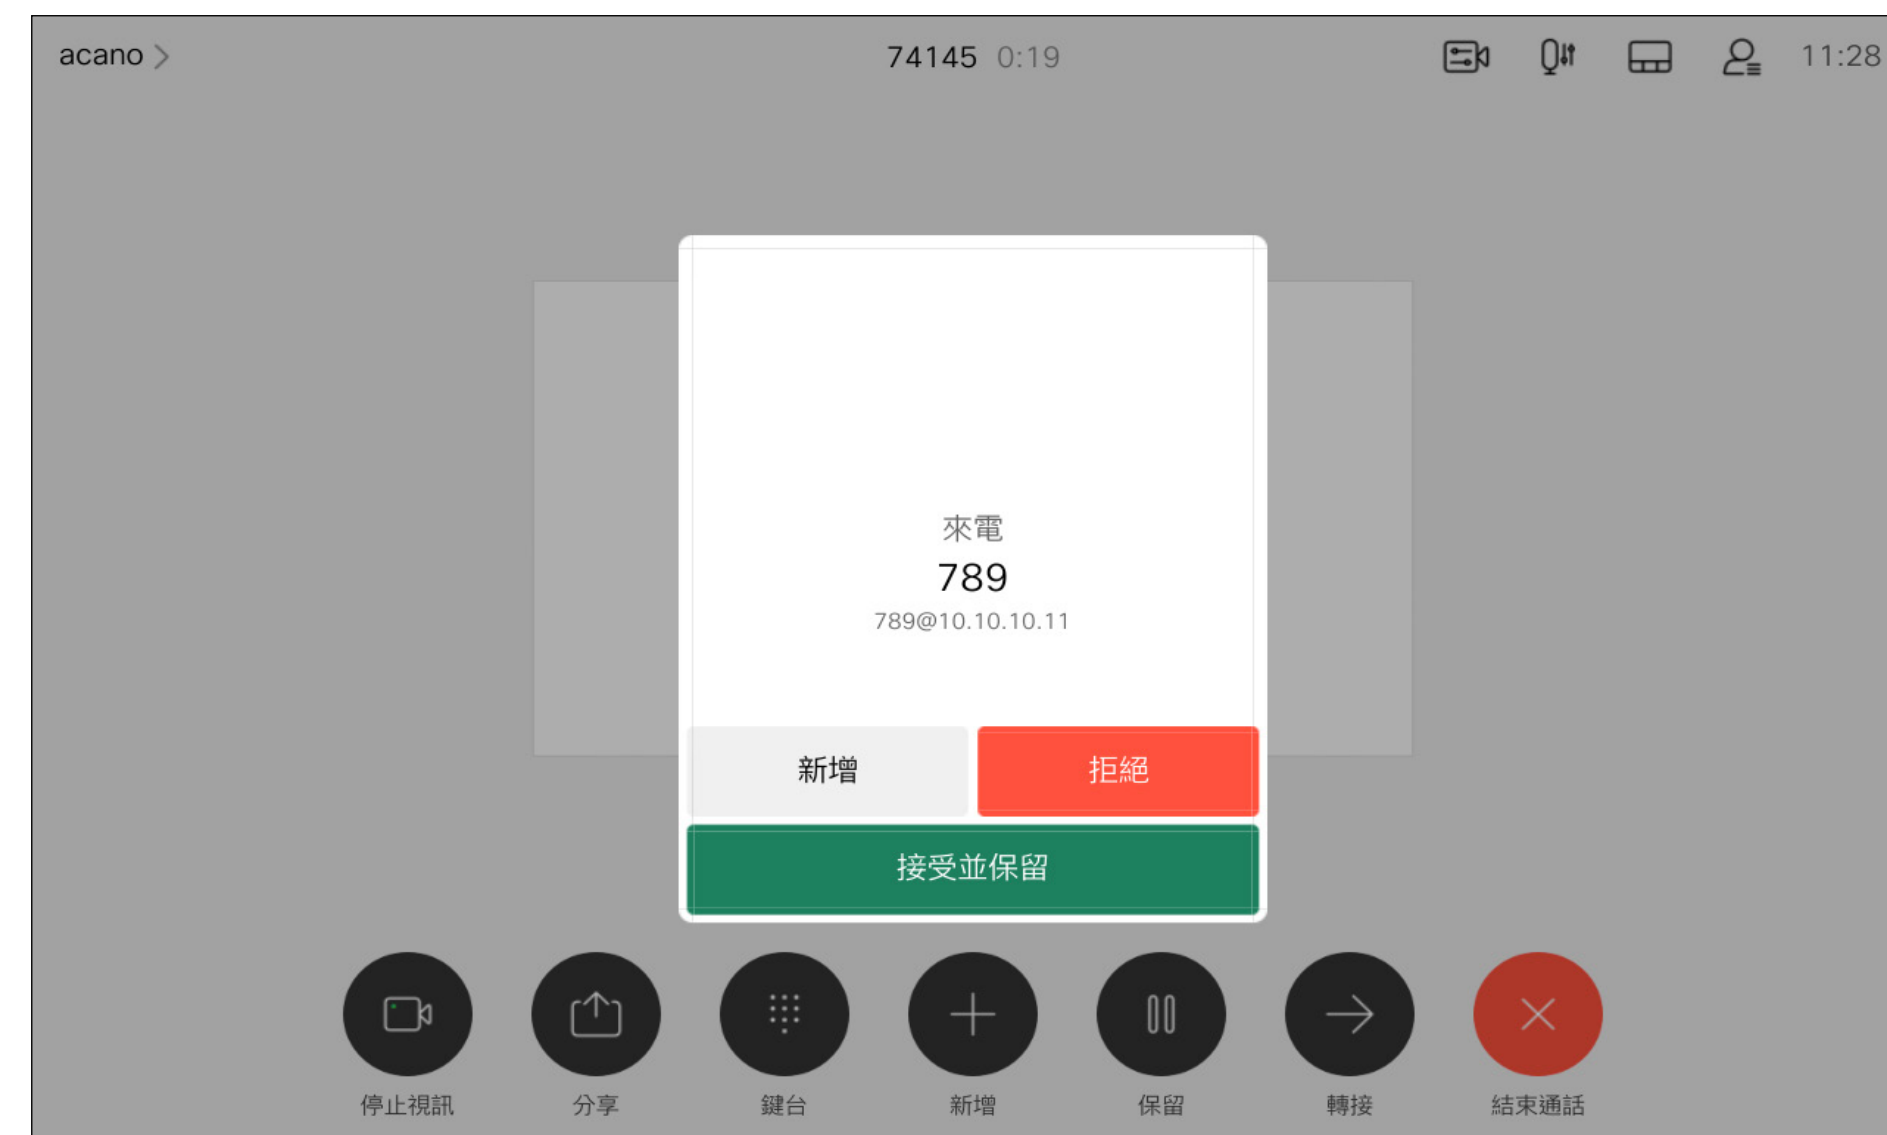 acano
74145 0:19
11:28
來電
789
789@10.10.10.11
新增
拒絕
接受並保留
停止視訊
分享
鍵台
新增
保留
轉接
結束通話